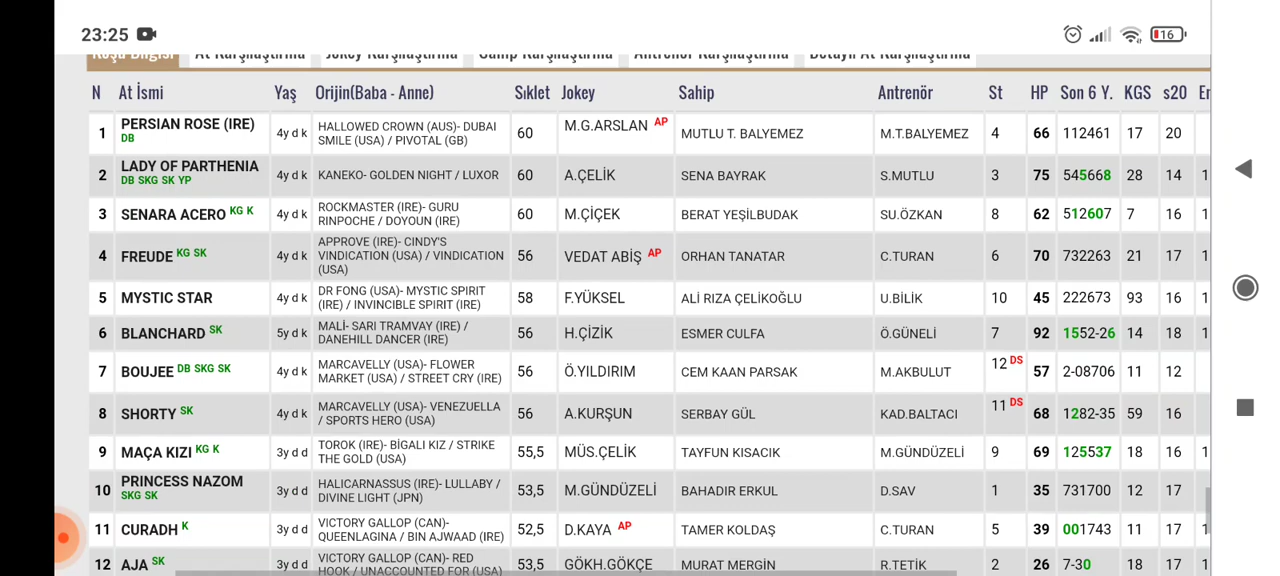 23:25
16
Koşu Bilgisi At Karşılaştırma Jokey Karşılaştırma Sahip Karşılaştırma Antrenör Karşılaştırma Detaylı At Karşılaştırma
N At İsmi Yaş Orijin(Baba - Anne) Sıklet Jokey Sahip Antrenör St HP Son 6 Y. KGS s20
1 PERSIAN ROSE (IRE) DB 4y d k HALLOWED CROWN (AUS)- DUBAI SMILE (USA) / PIVOTAL (GB) 60 M.G.ARSLAN AP MUTLU T. BALYEMEZ M.T.BALYEMEZ 4 66 112461 17 20
2 LADY OF PARTHENIA DB SKG SK YP 4y d k KANEKO- GOLDEN NIGHT / LUXOR 60 A.ÇELİK SENA BAYRAK S.MUTLU 3 75 545668 28 14 1
3 SENARA ACERO KG K 4y d k ROCKMASTER (IRE)- GURU RINPOCHE / DOYOUN (IRE) 60 M.ÇİÇEK BERAT YEŞİLBUDAK SU.ÖZKAN 8 62 512607 7 16 1
4 FREUDE KG SK 4y d k APPROVE (IRE)- CINDY'S VINDICATION (USA) / VINDICATION (USA) 56 VEDAT ABİŞ AP ORHAN TANATAR C.TURAN 6 70 732263 21 17 1
5 MYSTIC STAR 4y d k DR FONG (USA)- MYSTIC SPIRIT (IRE) / INVINCIBLE SPIRIT (IRE) 58 F.YÜKSEL ALİ RIZA ÇELİKOĞLU U.BİLİK 10 45 222673 93 16 1
6 BLANCHARD SK 5y d k MALİ- SARI TRAMVAY (IRE) / DANEHILL DANCER (IRE) 56 H.ÇİZİK ESMER CULFA Ö.GÜNELİ 7 92 1552-26 14 18 1
7 BOUJEE DB SKG SK 4y d k MARCAVELLY (USA)- FLOWER MARKET (USA) / STREET CRY (IRE) 56 Ö.YILDIRIM CEM KAAN PARSAK M.AKBULUT 12 DS 57 2-08706 11 12
8 SHORTY SK 4y d k MARCAVELLY (USA)- VENEZUELLA / SPORTS HERO (USA) 56 A.KURŞUN SERBAY GÜL KAD.BALTACI 11 DS 68 1282-35 59 16
9 MAÇA KIZI KG K 3y d d TOROK (IRE)- BİGALI KIZ / STRIKE THE GOLD (USA) 55,5 MÜS.ÇELİK TAYFUN KISACIK M.GÜNDÜZELİ 9 69 125537 18 16 1
10 PRINCESS NAZOM SKG SK 3y d d HALICARNASSUS (IRE)- LULLABY / DIVINE LIGHT (JPN) 53,5 M.GÜNDÜZELİ BAHADIR ERKUL D.SAV 1 35 731700 12 17
11 CURADH K 3y d d VICTORY GALLOP (CAN)- QUEENLAGINA / BIN AJWAAD (IRE) 52,5 D.KAYA AP TAMER KOLDAŞ C.TURAN 5 39 001743 11 17 1
12 AJA SK 3y d d VICTORY GALLOP (CAN)- RED HOOK / UNACCOUNTED FOR (USA) 53,5 GÖKH.GÖKÇE MURAT MERGİN R.TETİK 2 26 7-30 18 17 1